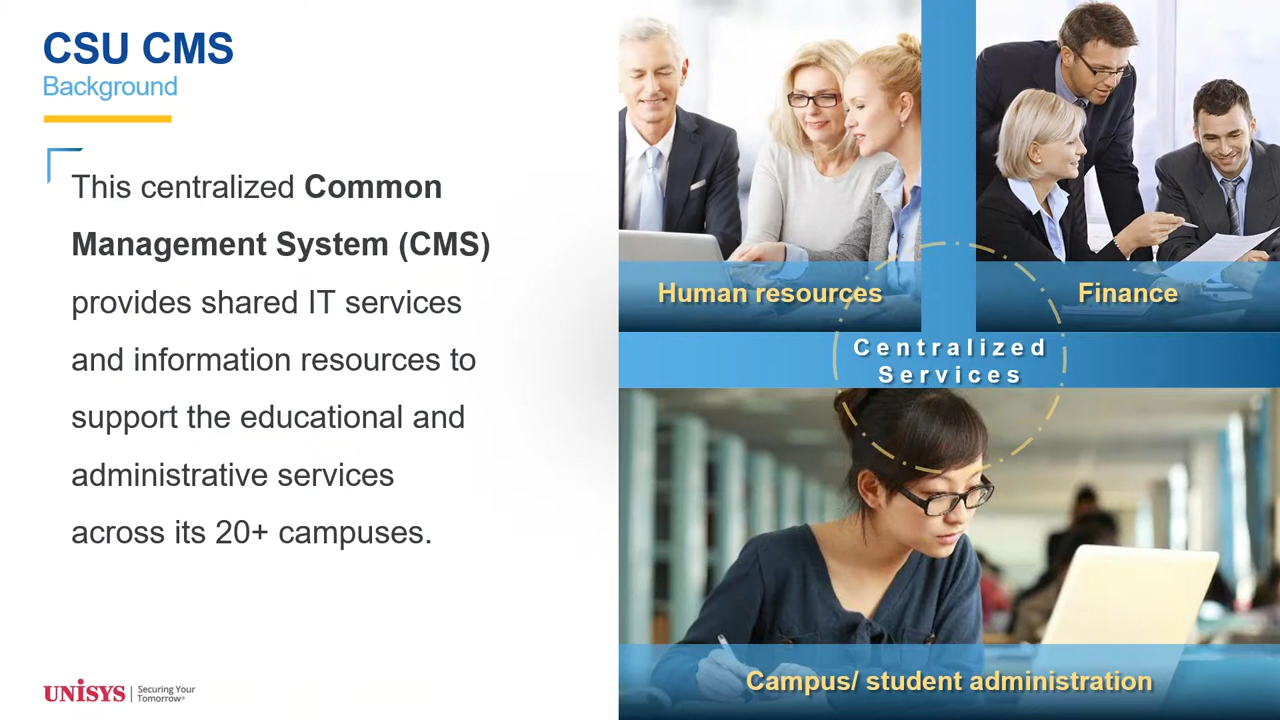 CSU CMS
Background
This centralized Common
Management System (CMS)
provides shared IT services
and information resources to
support the educational and
administrative services
across its 20+ campuses.
Human resources
Finance
Centralized
Services
Campus/ student administration
UNISYS
Securing Your
Tomorrow®